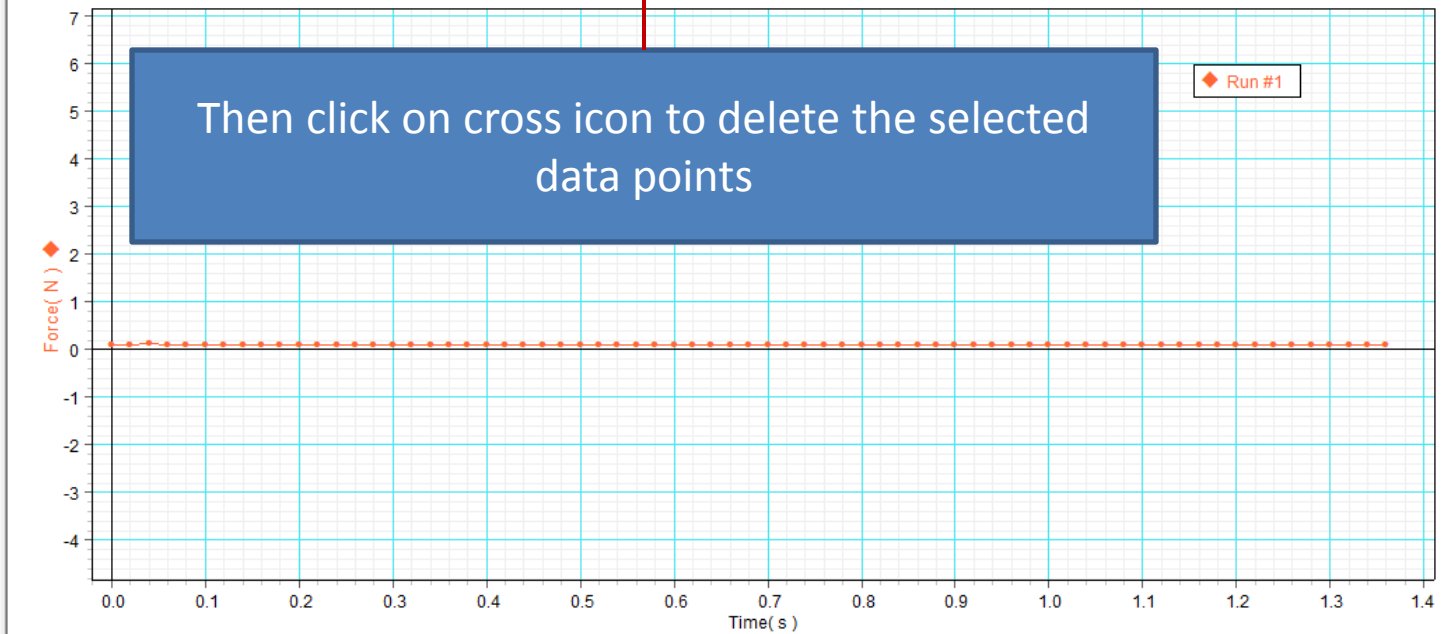 7
6
5
4
3
2
1
0
-1
-2
-3
-4
Force( N )
Then click on cross icon to delete the selected
data points
Run #1
0.0 0.1 0.2 0.3 0.4 0.5 0.6 0.7 0.8 0.9 1.0 1.1 1.2 1.3 1.4
Time( s )